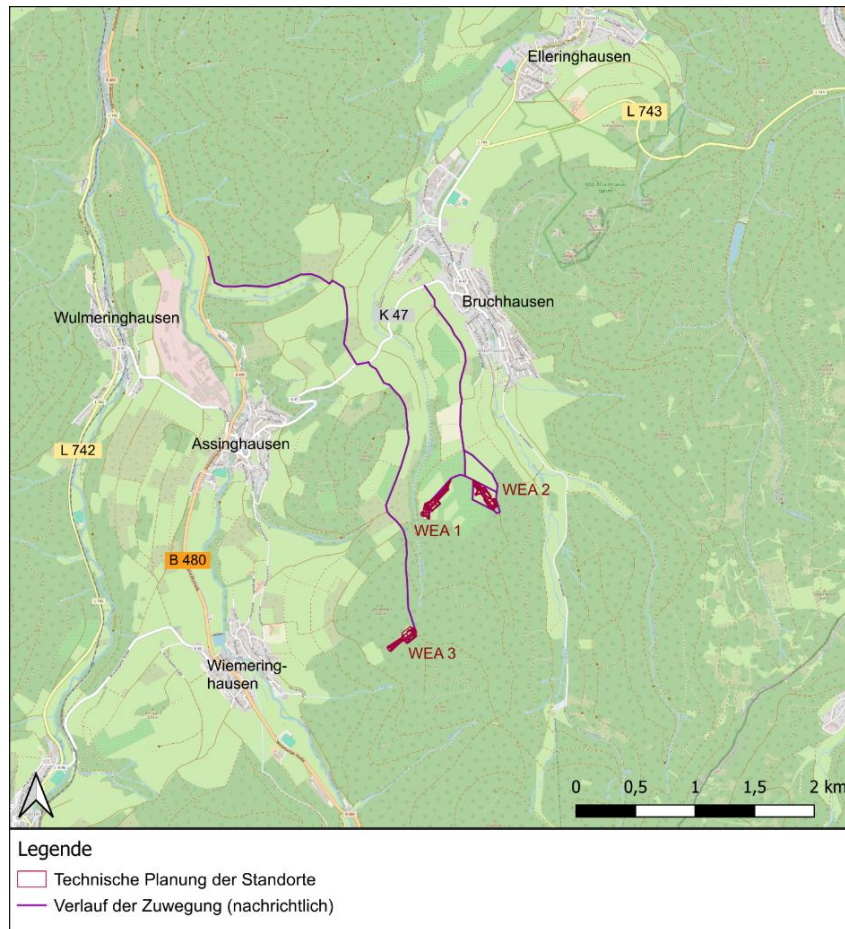 Elleringhausen
L 743
Bruchhausen
K 47
Wulmeringhausen
Assinghausen
L 742
WEA 2
WEA 1
B 480
WEA 3
Wiemering-
hausen
0 0,5 1 1,5 2 km
Legende
Technische Planung der Standorte
Verlauf der Zuwegung (nachrichtlich)